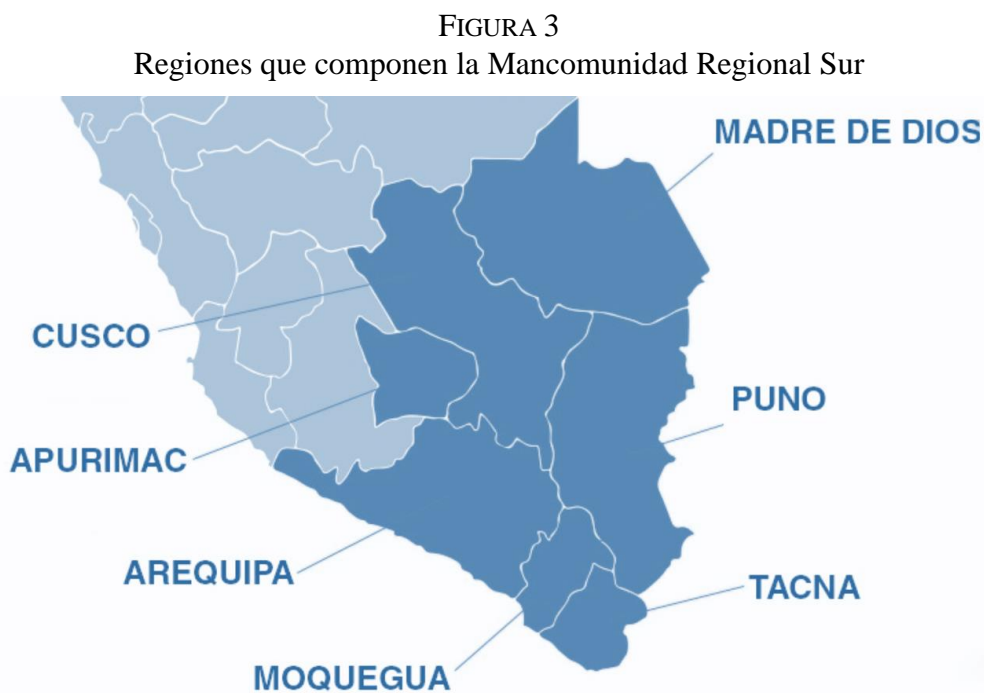 FIGURA 3
Regiones que componen la Mancomunidad Regional Sur
MADRE DE DIOS
CUSCO
PUNO
APURIMAC
AREQUIPA
TACNA
MOQUEGUA